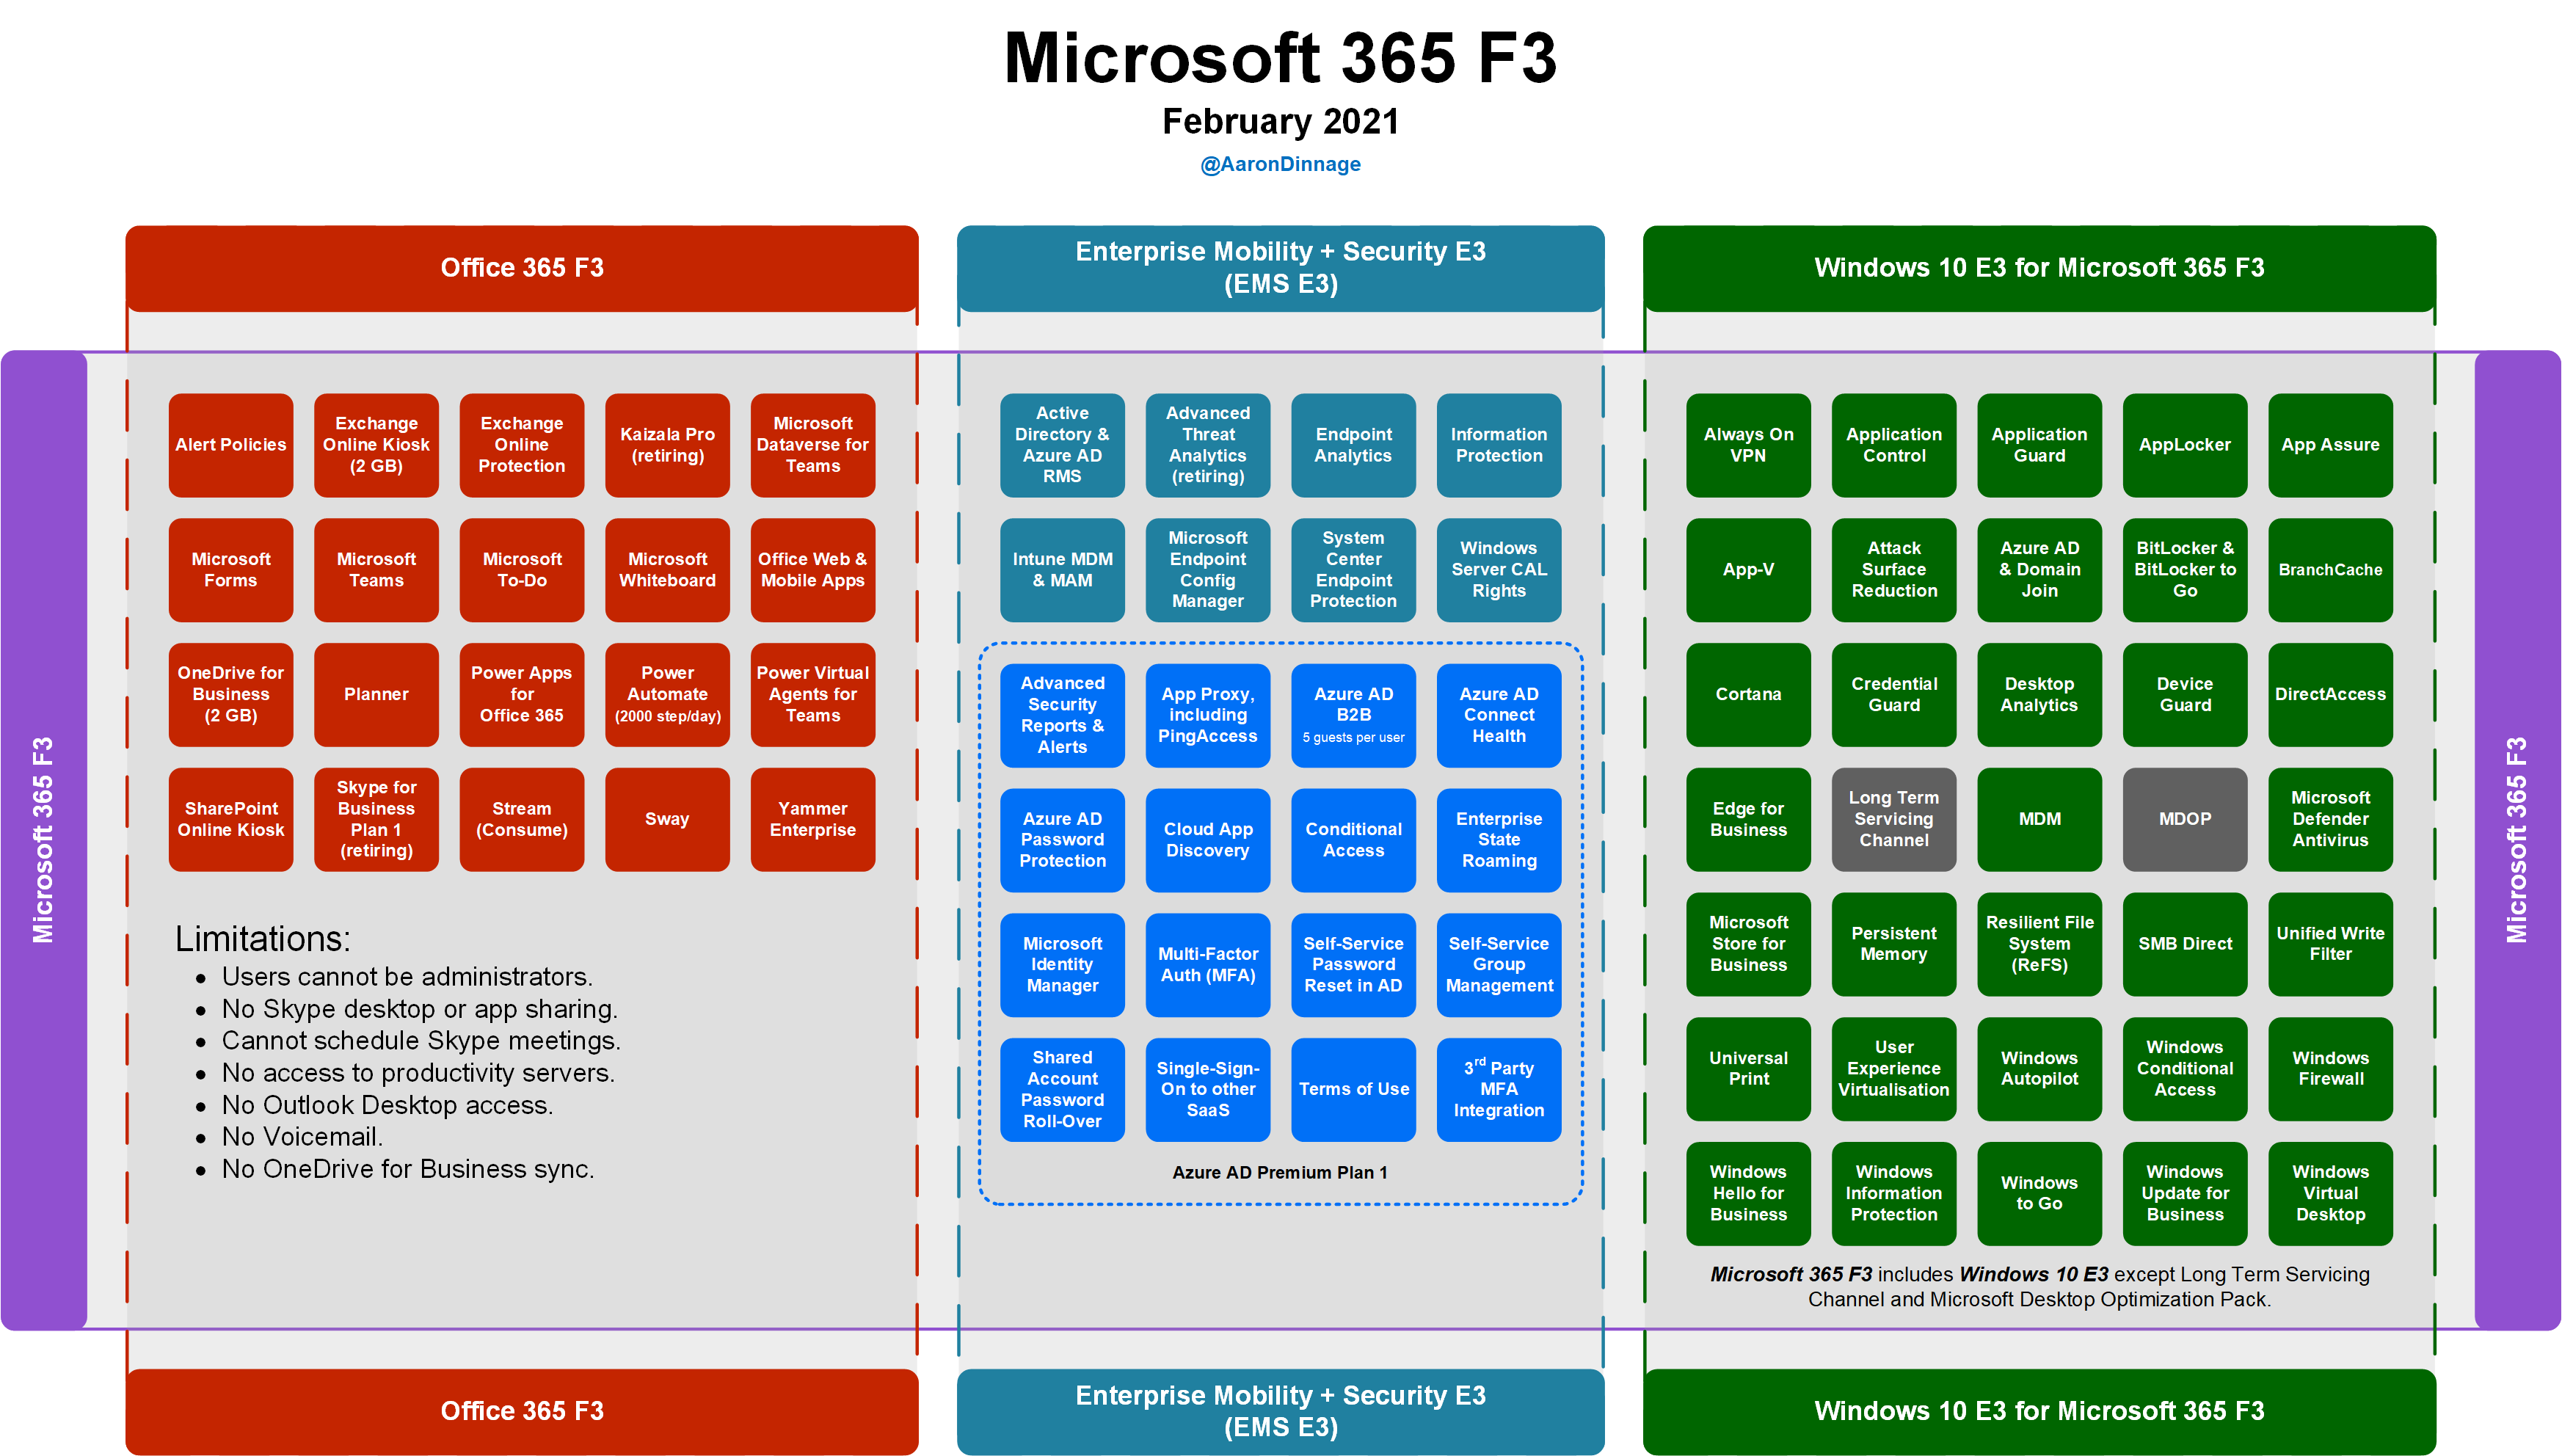 Microsoft 365 F3
February 2021
@AaronDinnage
Office 365 F3
Enterprise Mobility + Security E3
(EMS E3)
Windows 10 E3 for Microsoft 365 F3
Microsoft 365 F3
Alert Policies
Exchange
Online Kiosk
(2 GB)
Exchange
Online
Protection
Kaizala Pro
(retiring)
Microsoft
Dataverse for
Teams
Microsoft
Forms
Microsoft
Teams
Microsoft
To-Do
Microsoft
Whiteboard
Office Web &
Mobile Apps
OneDrive for
Business
(2 GB)
Planner
Power Apps
for
Office 365
Power
Automate
(2000 step/day)
Power Virtual
Agents for
Teams
SharePoint
Online Kiosk
Skype for
Business
Plan 1
(retiring)
Stream
(Consume)
Sway
Yammer
Enterprise
Limitations:
• Users cannot be administrators.
• No Skype desktop or app sharing.
• Cannot schedule Skype meetings.
• No access to productivity servers.
• No Outlook Desktop access.
• No Voicemail.
• No OneDrive for Business sync.
Active
Directory &
Azure AD
RMS
Advanced
Threat
Analytics
(retiring)
Endpoint
Analytics
Information
Protection
Intune MDM
& MAM
Microsoft
Endpoint
Config
Manager
System
Center
Endpoint
Protection
Windows
Server CAL
Rights
Advanced
Security
Reports &
Alerts
App Proxy,
including
PingAccess
Azure AD
B2B
5 guests per user
Azure AD
Connect
Health
Azure AD
Password
Protection
Cloud App
Discovery
Conditional
Access
Enterprise
State
Roaming
Microsoft
Identity
Manager
Multi-Factor
Auth (MFA)
Self-Service
Password
Reset in AD
Self-Service
Group
Management
Shared
Account
Password
Roll-Over
Single-Sign-
On to other
SaaS
Terms of Use
3rd Party
MFA
Integration
Azure AD Premium Plan 1
Always On
VPN
Application
Control
Application
Guard
AppLocker
App Assure
App-V
Attack
Surface
Reduction
Azure AD
& Domain
Join
BitLocker &
BitLocker to
Go
BranchCache
Cortana
Credential
Guard
Desktop
Analytics
Device
Guard
DirectAccess
Edge for
Business
Long Term
Servicing
Channel
MDM
MDOP
Microsoft
Defender
Antivirus
Microsoft
Store for
Business
Persistent
Memory
Resilient File
System
(ReFS)
SMB Direct
Unified Write
Filter
Universal
Print
User
Experience
Virtualisation
Windows
Autopilot
Windows
Conditional
Access
Windows
Firewall
Windows
Hello for
Business
Windows
Information
Protection
Windows
to Go
Windows
Update for
Business
Windows
Virtual
Desktop
Microsoft 365 F3 includes Windows 10 E3 except Long Term Servicing
Channel and Microsoft Desktop Optimization Pack.
Microsoft 365 F3
Office 365 F3
Enterprise Mobility + Security E3
(EMS E3)
Windows 10 E3 for Microsoft 365 F3